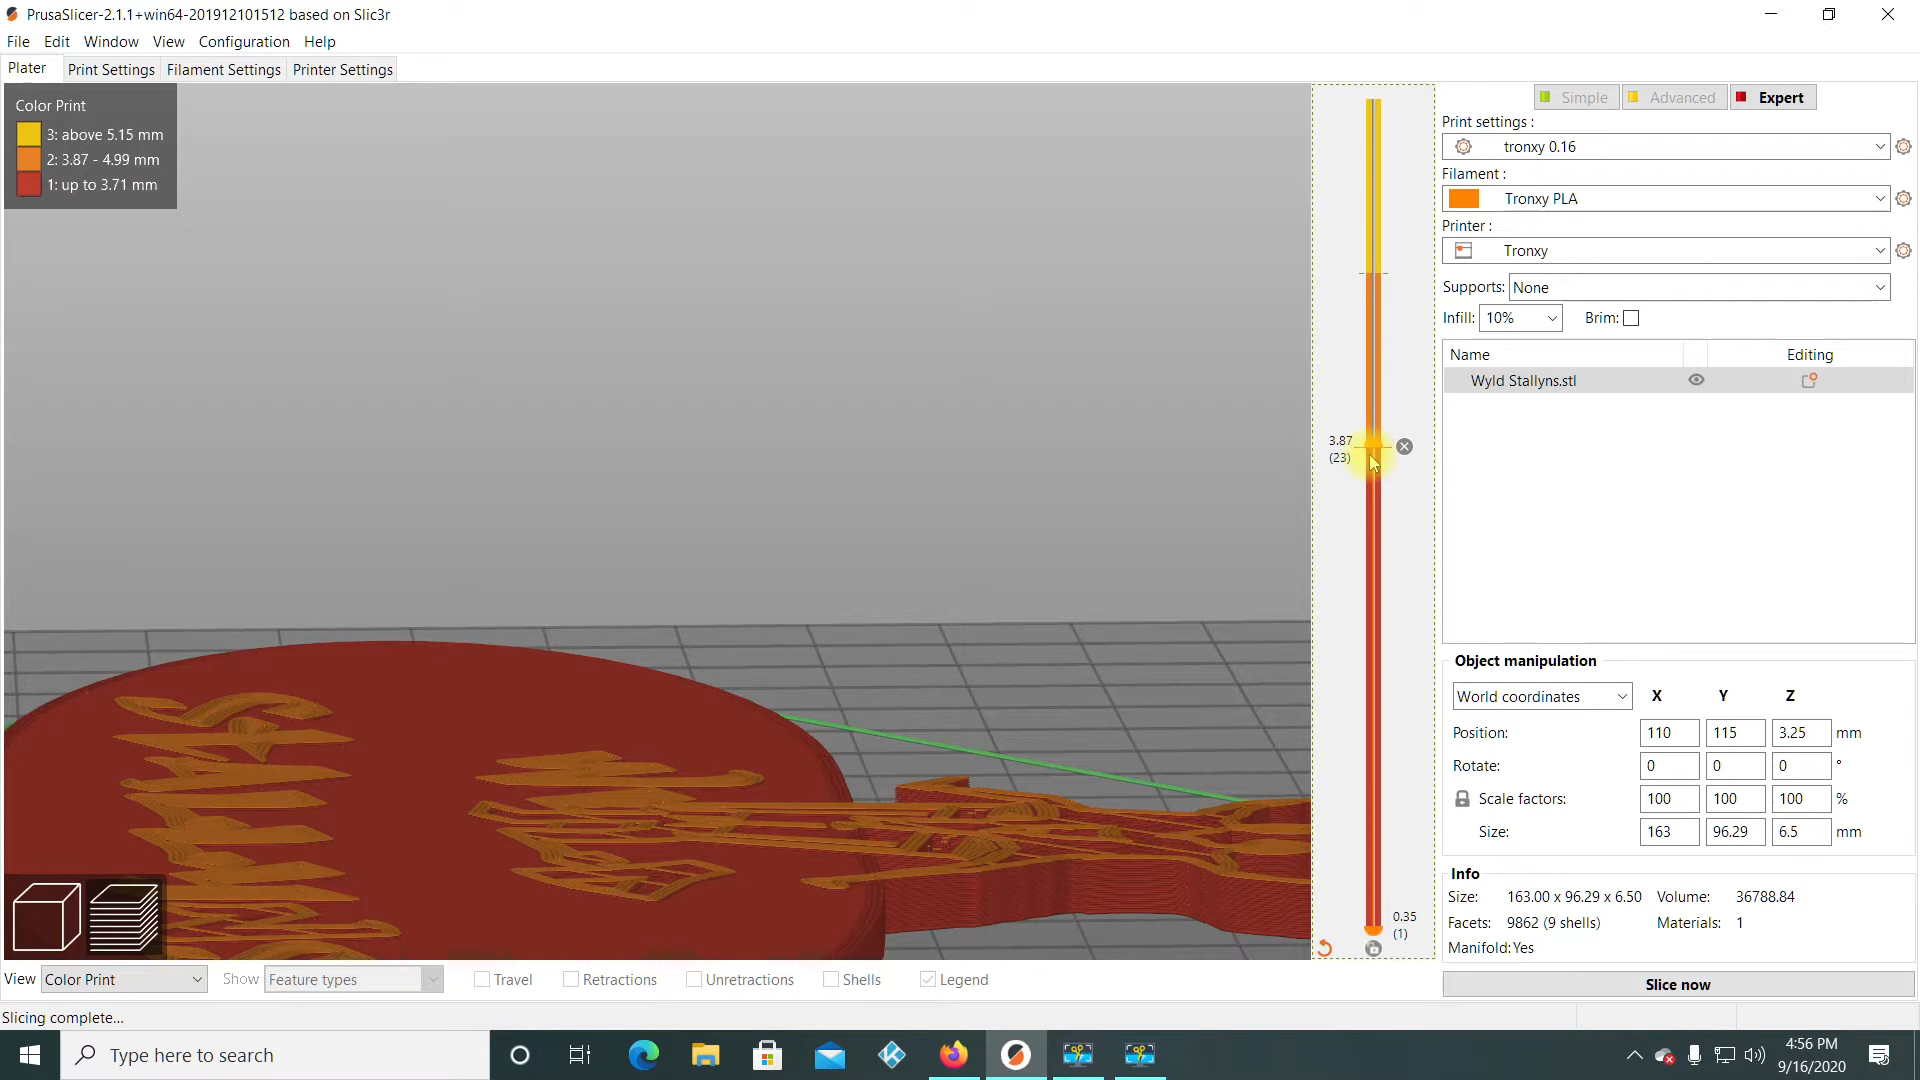 PrusaSlicer-2.1.1+win64-201912101512 based on Slic3r
File Edit Window View Configuration Help
Plater Print Settings Filament Settings Printer Settings
Color Print
3: above 5.15 mm
2: 3.87 - 4.99 mm
1: up to 3.71 mm
3.87
(23)
0.35
(1)
Simple Advanced Expert
Print settings :
tronxy 0.16
Filament :
Tronxy PLA
Printer :
Tronxy
Supports: None
Infill: 10% Brim:
Name Editing
Wyld Stallyns.stl
Object manipulation
World coordinates X Y Z
Position: 110 115 3.25 mm
Rotate: 0 0 0 °
Scale factors: 100 100 100 %
Size: 163 96.29 6.5 mm
Info
Size: 163.00 x 96.29 x 6.50 Volume: 36788.84
Facets: 9862 (9 shells) Materials: 1
Manifold: Yes
Slice now
View Color Print Show Feature types Travel Retractions Unretractions Shells Legend
Slicing complete...
Type here to search
4:56 PM
9/16/2020